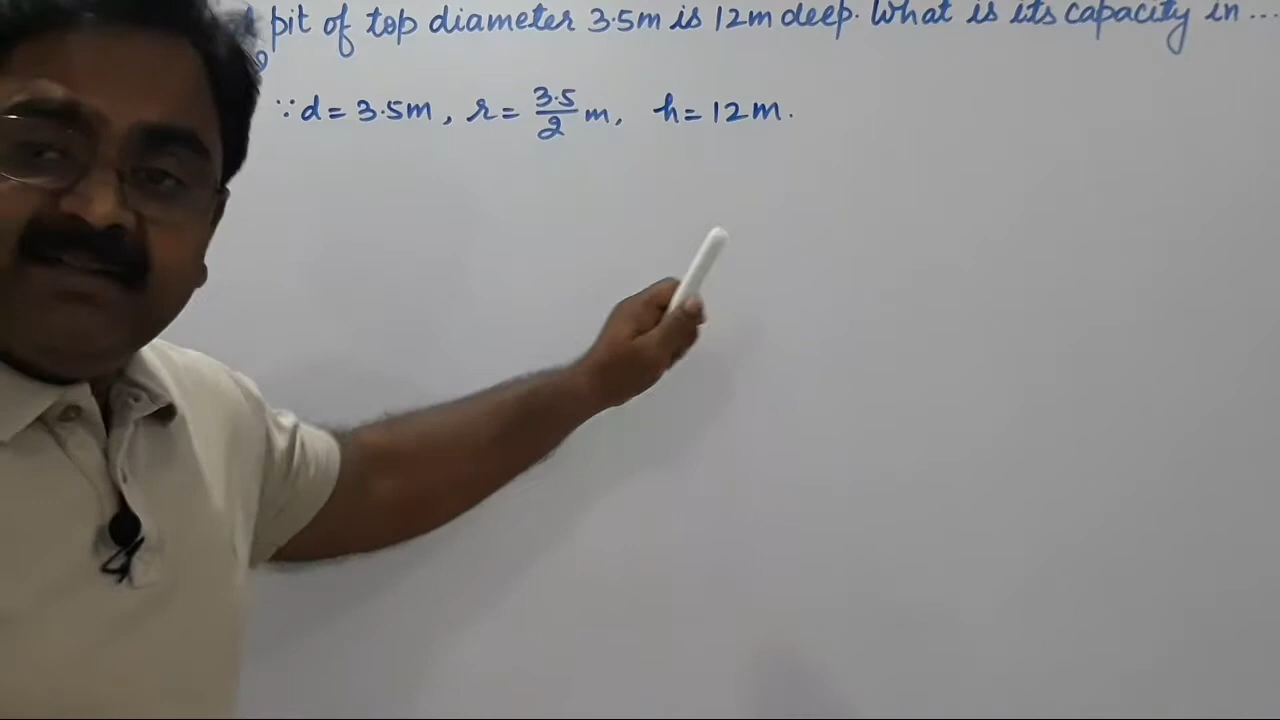 pit of top diameter 3.5m is 12m deep. What is its capacity in ...
∵ d = 3.5m, r = 3.5/2 m, h = 12m.